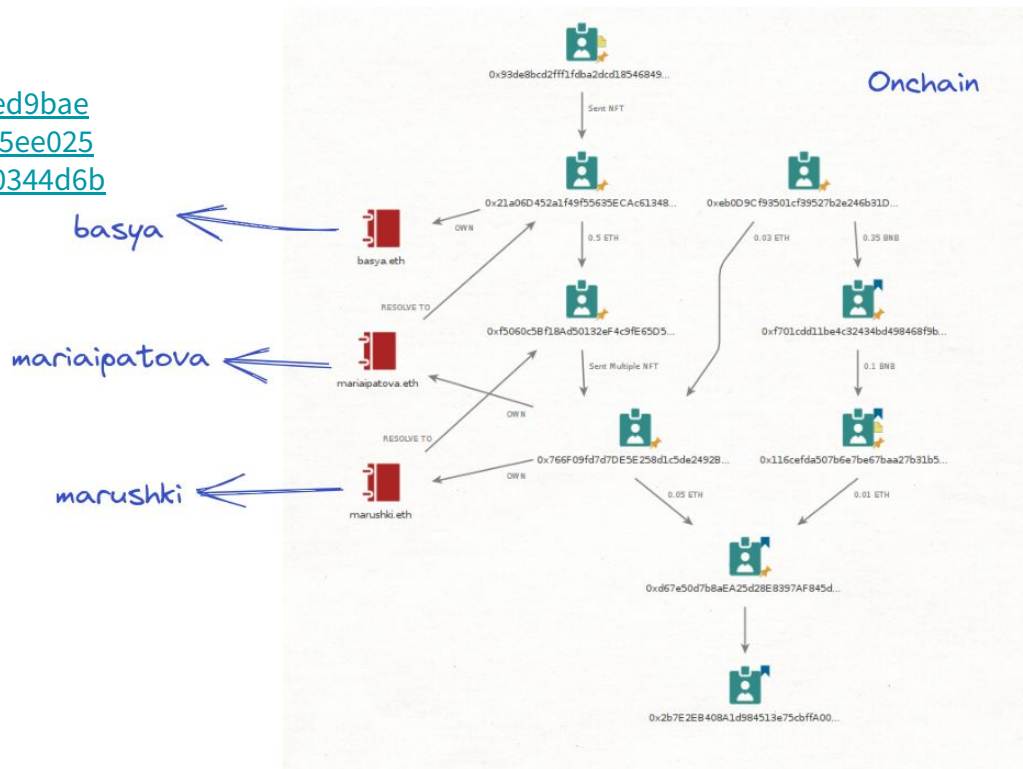 0x93de8bcd2fff1fdba2dcd18546849...
Onchain
ed9bae
Sent NFT
5ee025
0344d6b
0x21a06D452a1f49f55635ECAc61348...
0xeb0D9Cf93501cf39527b2e246b31D...
basya
OWN
0.5 ETH
0.03 ETH
0.35 BNB
basya.eth
RESOLVE TO
0xf5060c5Bf18Ad50132eF4c9fE65D5...
0xf701cdd11be4c32434bd498468f9b...
mariaipatova
Sent Multiple NFT
0.1 BNB
mariaipatova.eth
OWN
RESOLVE TO
0x766F09fd7d7DE5E258d1c5de2492B...
0x116cefda507b6e7be67baa27b31b5...
OWN
marushki
0.05 ETH
0.01 ETH
marushki.eth
0xd67e50d7b8aEA25d28E8397AF845d...
0x2b7E2EB408A1d984513e75cbffA00...